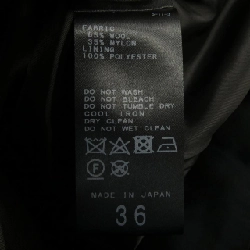 FABRIC
65% WOOL
35% NYLON
LINING
100% POLYESTER
DO NOT WASH
DO NOT BLEACH
DO NOT TUMBLE DRY
COOL IRON
DRY CLEAN
DO NOT WET CLEAN
MADE IN JAPAN
36